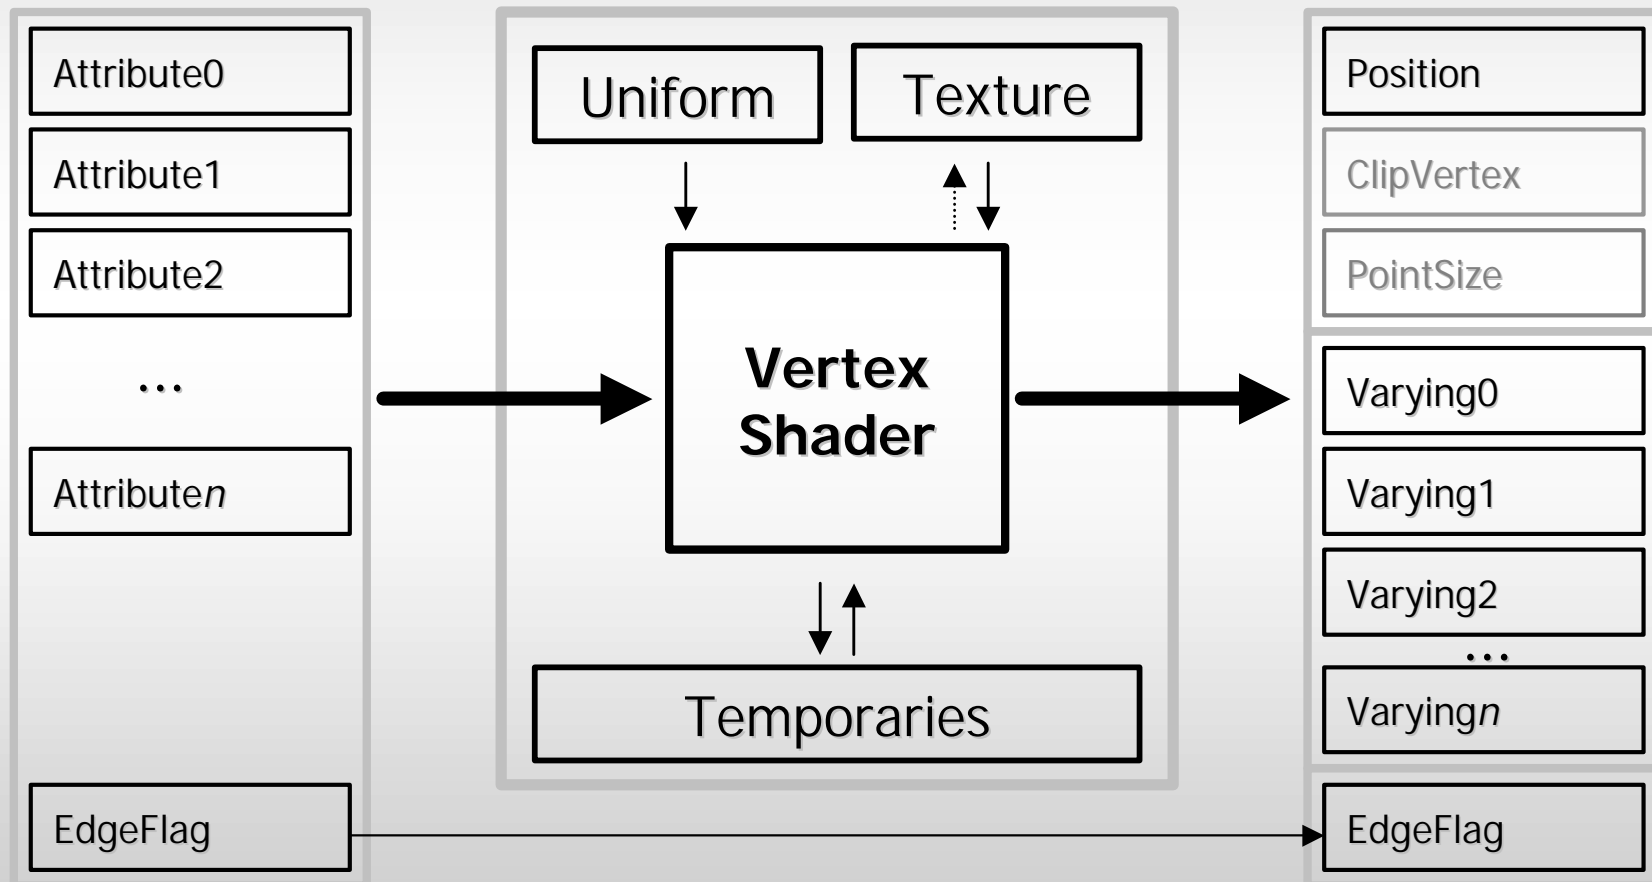 Attribute0
Attribute1
Attribute2
...
Attributen
EdgeFlag
Uniform
Texture
Vertex
Shader
Temporaries
Position
ClipVertex
PointSize
Varying0
Varying1
Varying2
...
Varyingn
EdgeFlag